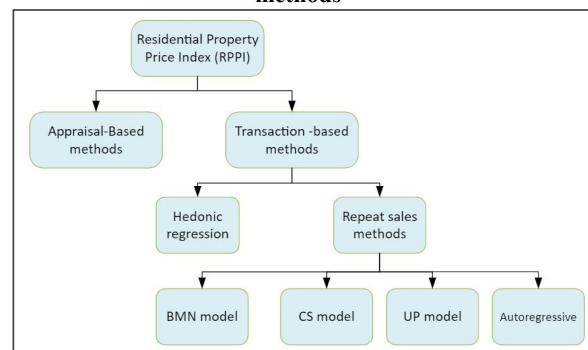 methods
Residential Property
Price Index (RPPI)
Appraisal-Based
methods
Transaction -based
methods
Hedonic
regression
Repeat sales
methods
BMN model
CS model
UP model
Autoregressive